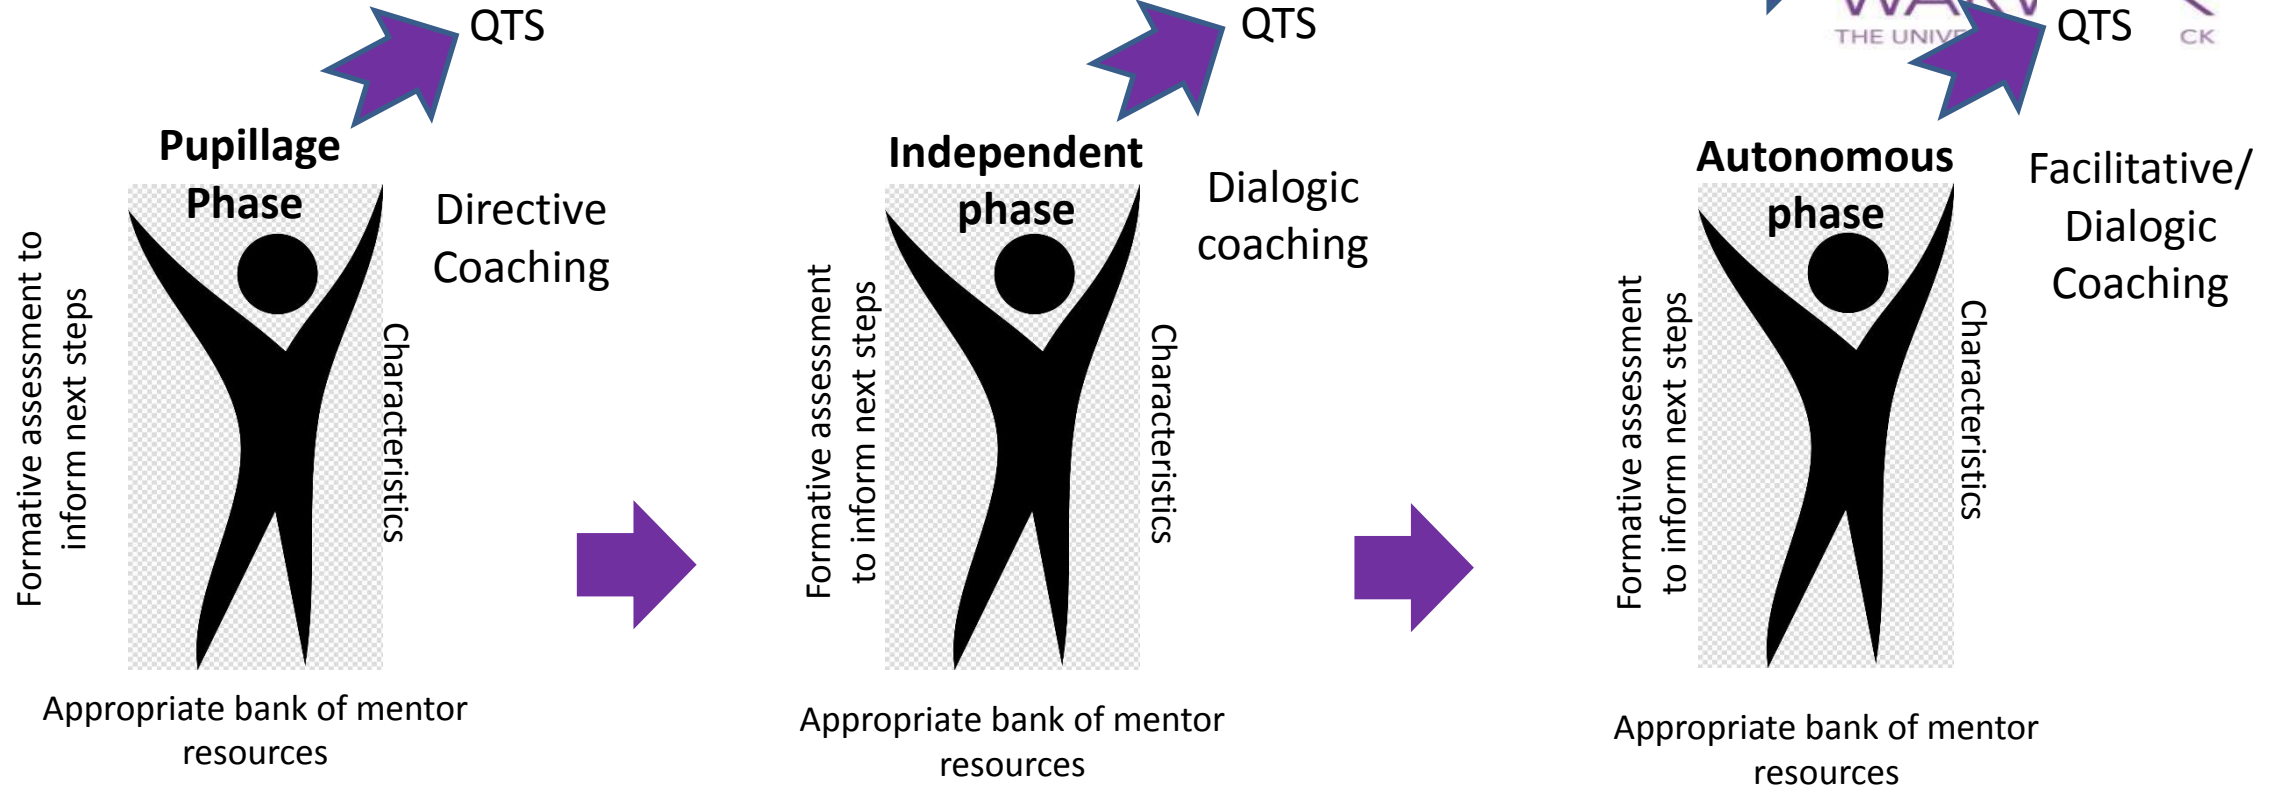 QTS
Pupillage
Phase
Directive
Coaching
Formative assessment to
inform next steps
Characteristics
Appropriate bank of mentor
resources
QTS
Independent
phase
Dialogic
coaching
Formative assessment
to inform next steps
Characteristics
Appropriate bank of mentor
resources
THE
CK
QTS
Autonomous
phase
Facilitative/
Dialogic
Coaching
Formative assessment
to inform next steps
Characteristics
Appropriate bank of mentor
resources